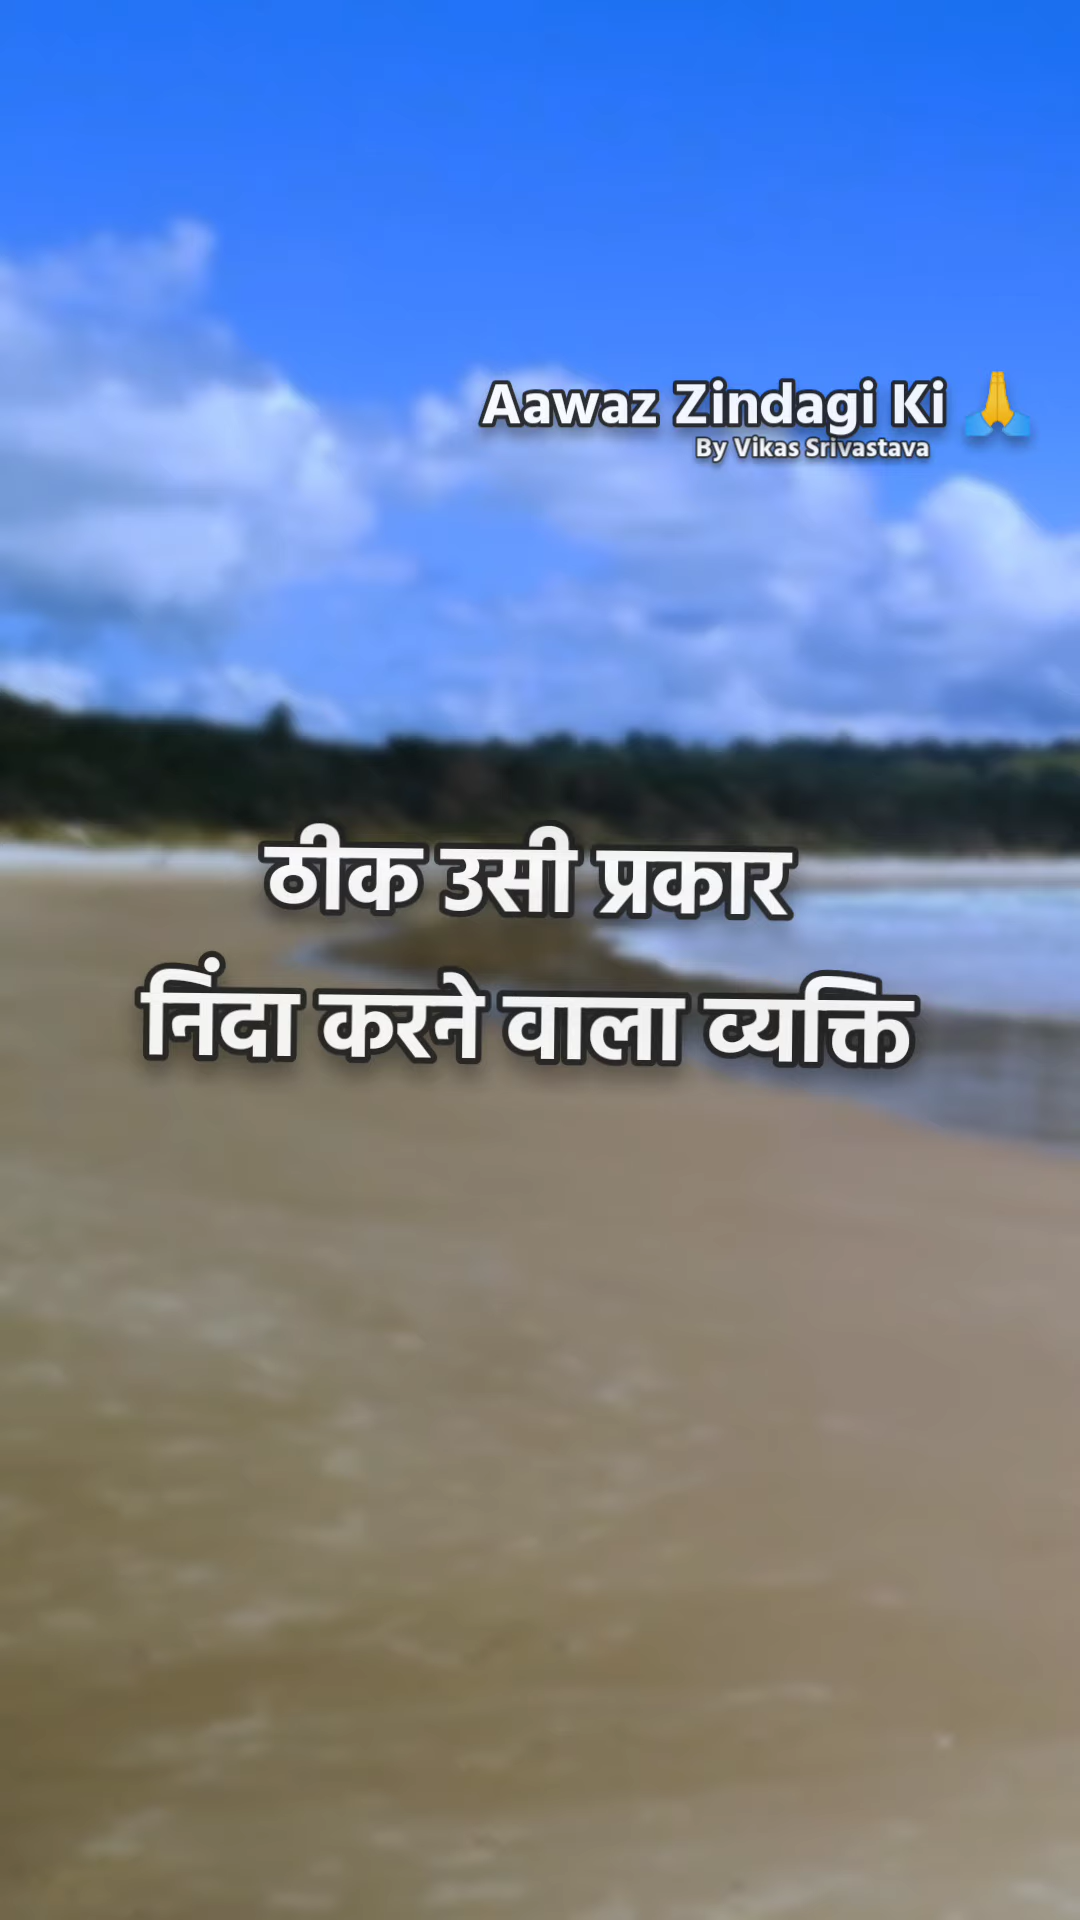 Aawaz Zindagi Ki 🙏
By Vikas Srivastava
ठीक उसी प्रकार
निंदा करने वाला व्यक्ति